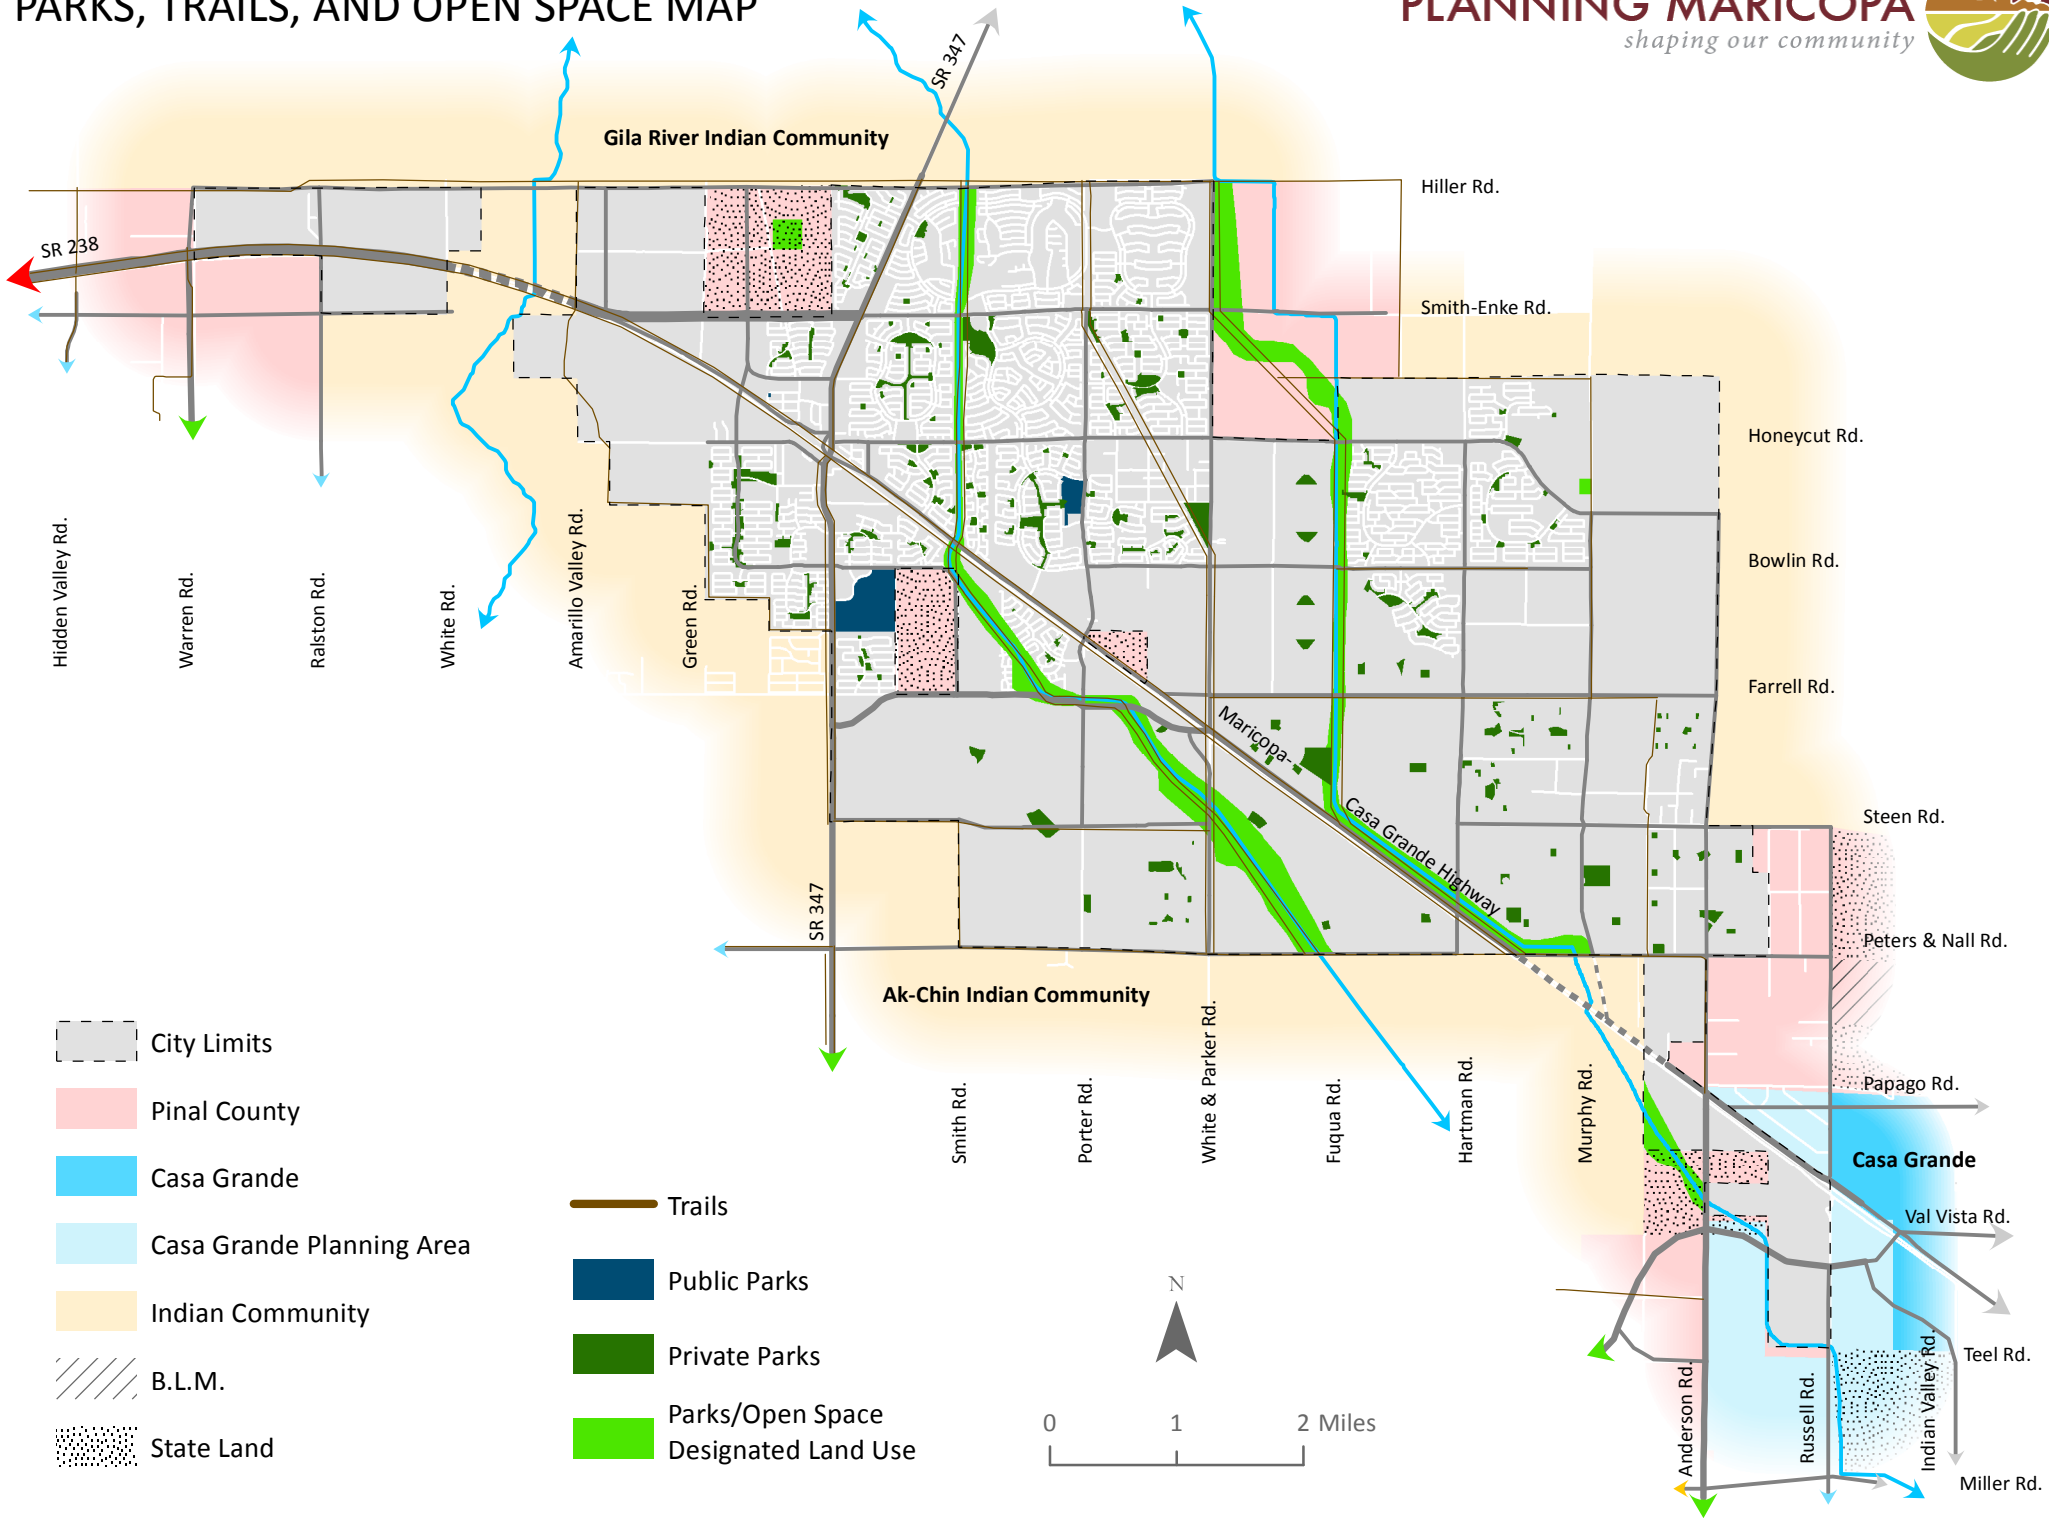 PARKS, TRAILS, AND OPEN SPACE MAP
PLANNING MARICOPA
shaping our community
SR 347
Gila River Indian Community
Hiller Rd.
SR 238
Smith-Enke Rd.
Honeycut Rd.
Bowlin Rd.
Hidden Valley Rd.
Warren Rd.
Ralston Rd.
White Rd.
Amarillo Valley Rd.
Green Rd.
Farrell Rd.
Maricopa-
Casa Grande Highway
Steen Rd.
SR 347
Peters & Nall Rd.
Ak-Chin Indian Community
Papago Rd.
Smith Rd.
Porter Rd.
White & Parker Rd.
Fuqua Rd.
Hartman Rd.
Murphy Rd.
Casa Grande
Val Vista Rd.
Teel Rd.
Anderson Rd.
Russell Rd.
Indian Valley Rd.
Miller Rd.
City Limits
Pinal County
Casa Grande
Casa Grande Planning Area
Indian Community
B.L.M.
State Land
Trails
Public Parks
Private Parks
Parks/Open Space
Designated Land Use
N
0 1 2 Miles